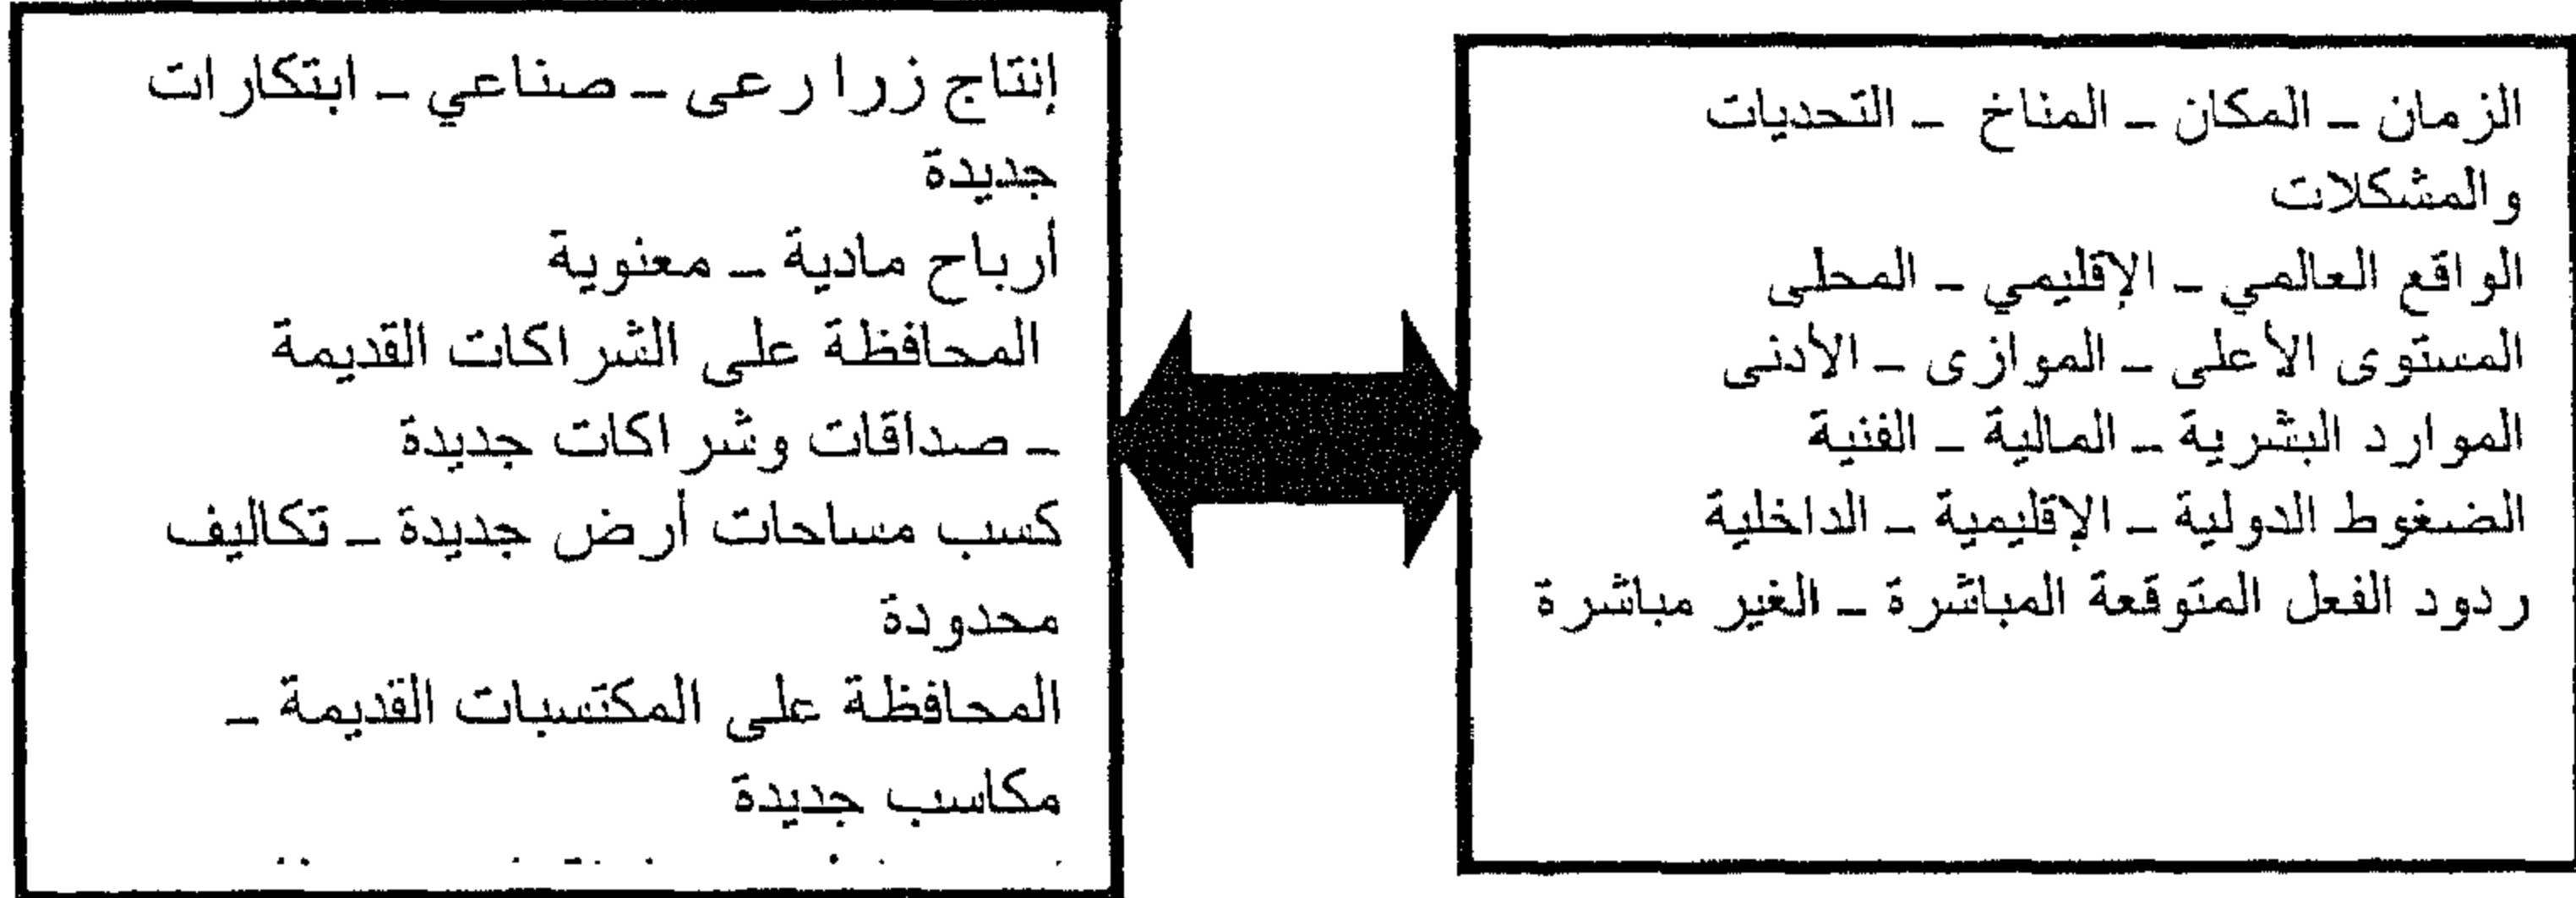 الزمان – المكان – المناخ – التحديات
والمشكلات
الواقع العالمي – الإقليمي – المحلى
المستوى الأعلى – الموازى – الأدنى
الموارد البشرية – المالية – الفنية
الضغوط الدولية – الإقليمية – الداخلية
ردود الفعل المتوقعة المباشرة – الغير مباشرة
إنتاج زرا رعى – صناعي – ابتكارات
جديدة
أرباح مادية – معنوية
المحافظة على الشراكات القديمة
– صداقات وشراكات جديدة
كسب مساحات أرض جديدة – تكاليف
محدودة
المحافظة على المكتسبات القديمة –
مكاسب جديدة